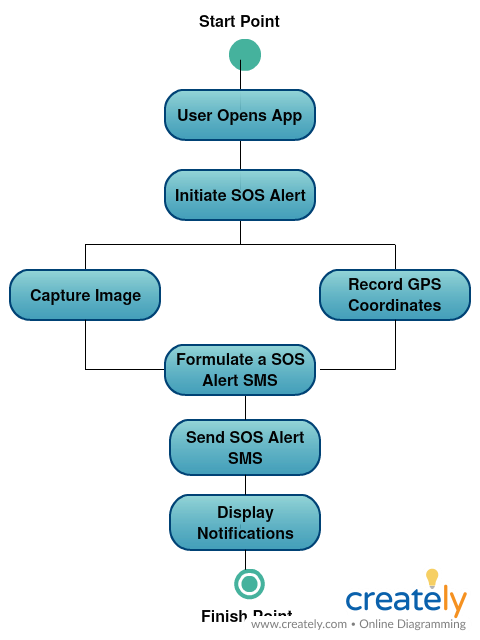 Start Point
User Opens App
Initiate SOS Alert
Capture Image
Record GPS
Coordinates
Formulate a SOS
Alert SMS
Send SOS Alert
SMS
Display
Notifications
Finish Point
creately
www.creately.com • Online Diagramming